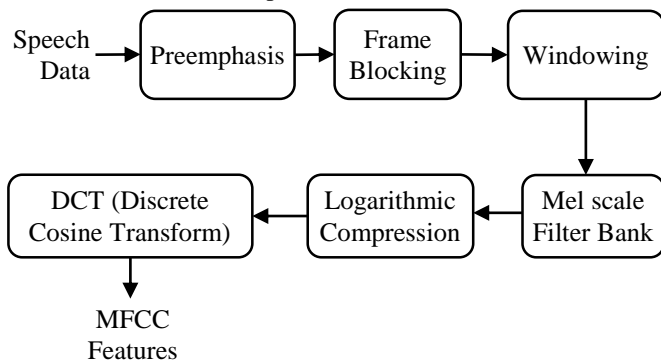 Speech
Data
Preemphasis
Frame
Blocking
Windowing
Mel scale
Filter Bank
Logarithmic
Compression
DCT (Discrete
Cosine Transform)
MFCC
Features